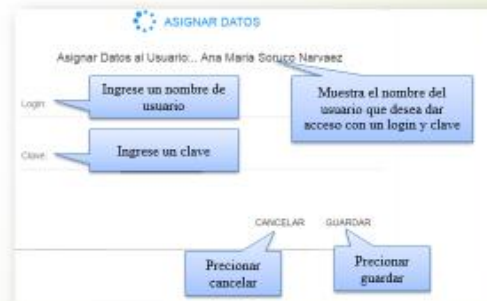 ASIGNAR DATOS
Asignar Datos al Usuario:.. Ana Maria Soruco Narvaez
Ingrese un nombre de
usuario
Muestra el nombre del
usuario que desea dar
acceso con un login y clave
Login:
Ingrese un clave
Clave:
CANCELAR GUARDAR
Precionar
cancelar
Precionar
guardar